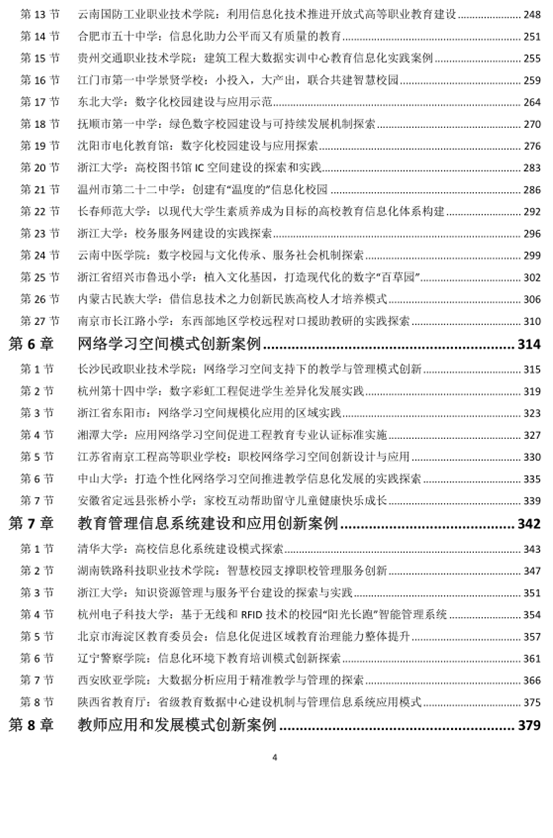 第 13 节 云南国防工业职业技术学院：利用信息化技术推进开放式高等职业教育建设 248
第 14 节 合肥市五十中学：信息化助力公平而又有质量的教育 251
第 15 节 贵州交通职业技术学院：建筑工程大数据实训中心教育信息化实践案例 255
第 16 节 江门市第一中学景贤学校：小投入，大产出，联合共建智慧校园 259
第 17 节 东北大学：数字化校园建设与应用示范 264
第 18 节 抚顺市第一中学：绿色数字校园建设与可持续发展机制探索 270
第 19 节 沈阳市电化教育馆：数字化校园建设与应用探索 276
第 20 节 浙江大学：高校图书馆 IC 空间建设的探索和实践 283
第 21 节 温州市第二十二中学：创建有“温度的”信息化校园 286
第 22 节 长春师范大学：以现代大学生素质养成为目标的高校教育信息化体系构建 292
第 23 节 浙江大学：校务服务网建设的实践探索 296
第 24 节 云南中医学院：数字校园与文化传承、服务社会机制探索 299
第 25 节 浙江省绍兴市鲁迅小学：植入文化基因，打造现代化的数字“百草园” 302
第 26 节 内蒙古民族大学：借信息技术之力创新民族高校人才培养模式 306
第 27 节 南京市长江路小学：东西部地区学校远程对口援助教研的实践探索 310
第 6 章 网络学习空间模式创新案例 314
第 1 节 长沙民政职业技术学院：网络学习空间支持下的教学与管理模式创新 315
第 2 节 杭州第十四中学：数字彩虹工程促进学生差异化发展实践 319
第 3 节 浙江省东阳市：网络学习空间规模化应用的区域实践 323
第 4 节 湘潭大学：应用网络学习空间促进工程教育专业认证标准实施 327
第 5 节 江苏省南京工程高等职业学校：职校网络学习空间创新设计与应用 330
第 6 节 中山大学：打造个性化网络学习空间推进教学信息化发展的实践探索 335
第 7 节 安徽省定远县张桥小学：家校互动帮助留守儿童健康快乐成长 339
第 7 章 教育管理信息系统建设和应用创新案例 342
第 1 节 清华大学：高校信息化系统建设模式探索 343
第 2 节 湖南铁路科技职业技术学院：智慧校园支撑职校管理服务创新 347
第 3 节 浙江大学：知识资源管理与服务平台建设的探索与实践 351
第 4 节 杭州电子科技大学：基于无线和 RFID 技术的校园“阳光长跑”智能管理系统 354
第 5 节 北京市海淀区教育委员会：信息化促进区域教育治理能力整体提升 357
第 6 节 辽宁警察学院：信息化环境下教育培训模式创新探索 361
第 7 节 西安欧亚学院：大数据分析应用于精准教学与管理的探索 366
第 8 节 陕西省教育厅：省级教育数据中心建设机制与管理信息系统应用模式 375
第 8 章 教师应用和发展模式创新案例 379
4